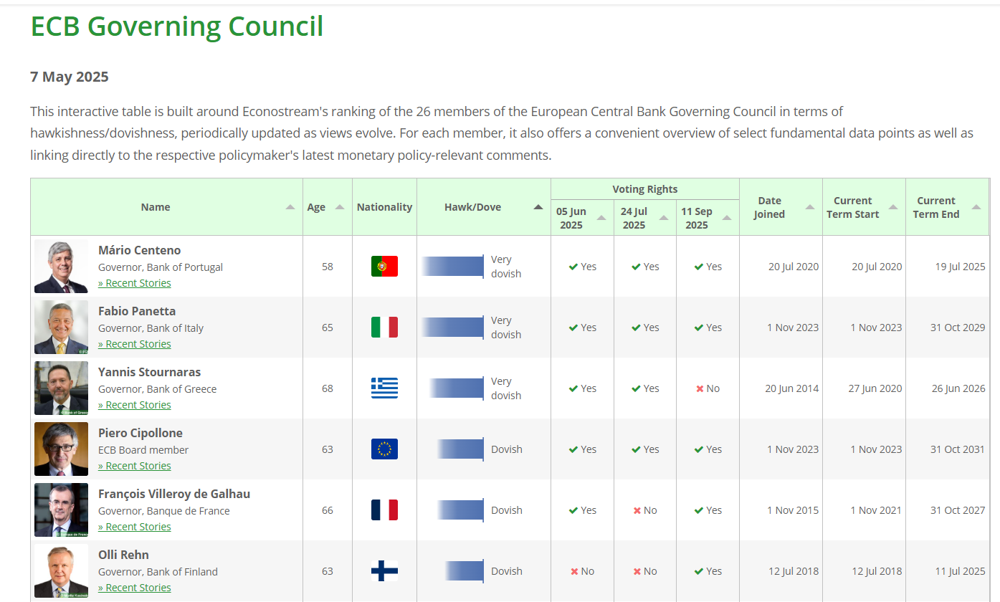 ECB Governing Council
7 May 2025
This interactive table is built around Econostream's ranking of the 26 members of the European Central Bank Governing Council in terms of
hawkishness/dovishness, periodically updated as views evolve. For each member, it also offers a convenient overview of select fundamental data points as well as
linking directly to the respective policymaker's latest monetary policy-relevant comments.
Name
Age
Nationality
Hawk/Dove
Voting Rights
05 Jun
2025
24 Jul
2025
11 Sep
2025
Date
Joined
Current
Term Start
Current
Term End
Mário Centeno
Governor, Bank of Portugal
» Recent Stories
58
Very
dovish
Yes
Yes
Yes
20 Jul 2020
20 Jul 2020
19 Jul 2025
Fabio Panetta
Governor, Bank of Italy
» Recent Stories
65
Very
dovish
Yes
Yes
Yes
1 Nov 2023
1 Nov 2023
31 Oct 2029
Yannis Stournaras
Governor, Bank of Greece
» Recent Stories
68
Very
dovish
Yes
Yes
No
20 Jun 2014
27 Jun 2020
26 Jun 2026
Piero Cipollone
ECB Board member
» Recent Stories
63
Dovish
Yes
Yes
Yes
1 Nov 2023
1 Nov 2023
31 Oct 2031
François Villeroy de Galhau
Governor, Banque de France
» Recent Stories
66
Dovish
Yes
No
Yes
1 Nov 2015
1 Nov 2021
31 Oct 2027
Olli Rehn
Governor, Bank of Finland
» Recent Stories
63
Dovish
No
No
Yes
12 Jul 2018
12 Jul 2018
11 Jul 2025